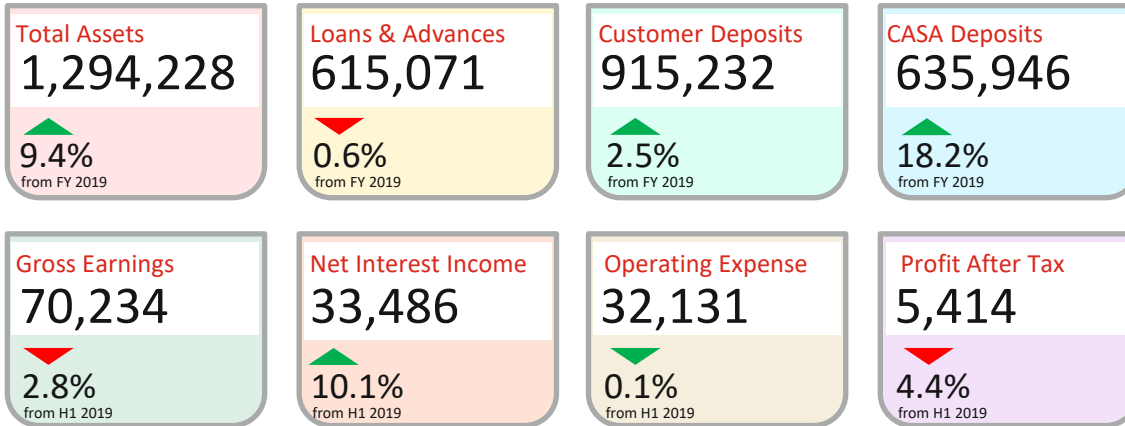 Total Assets
1,294,228
9.4%
from FY 2019
Loans & Advances
615,071
0.6%
from FY 2019
Customer Deposits
915,232
2.5%
from FY 2019
CASA Deposits
635,946
18.2%
from FY 2019
Gross Earnings
70,234
2.8%
from H1 2019
Net Interest Income
33,486
10.1%
from H1 2019
Operating Expense
32,131
0.1%
from H1 2019
Profit After Tax
5,414
4.4%
from H1 2019